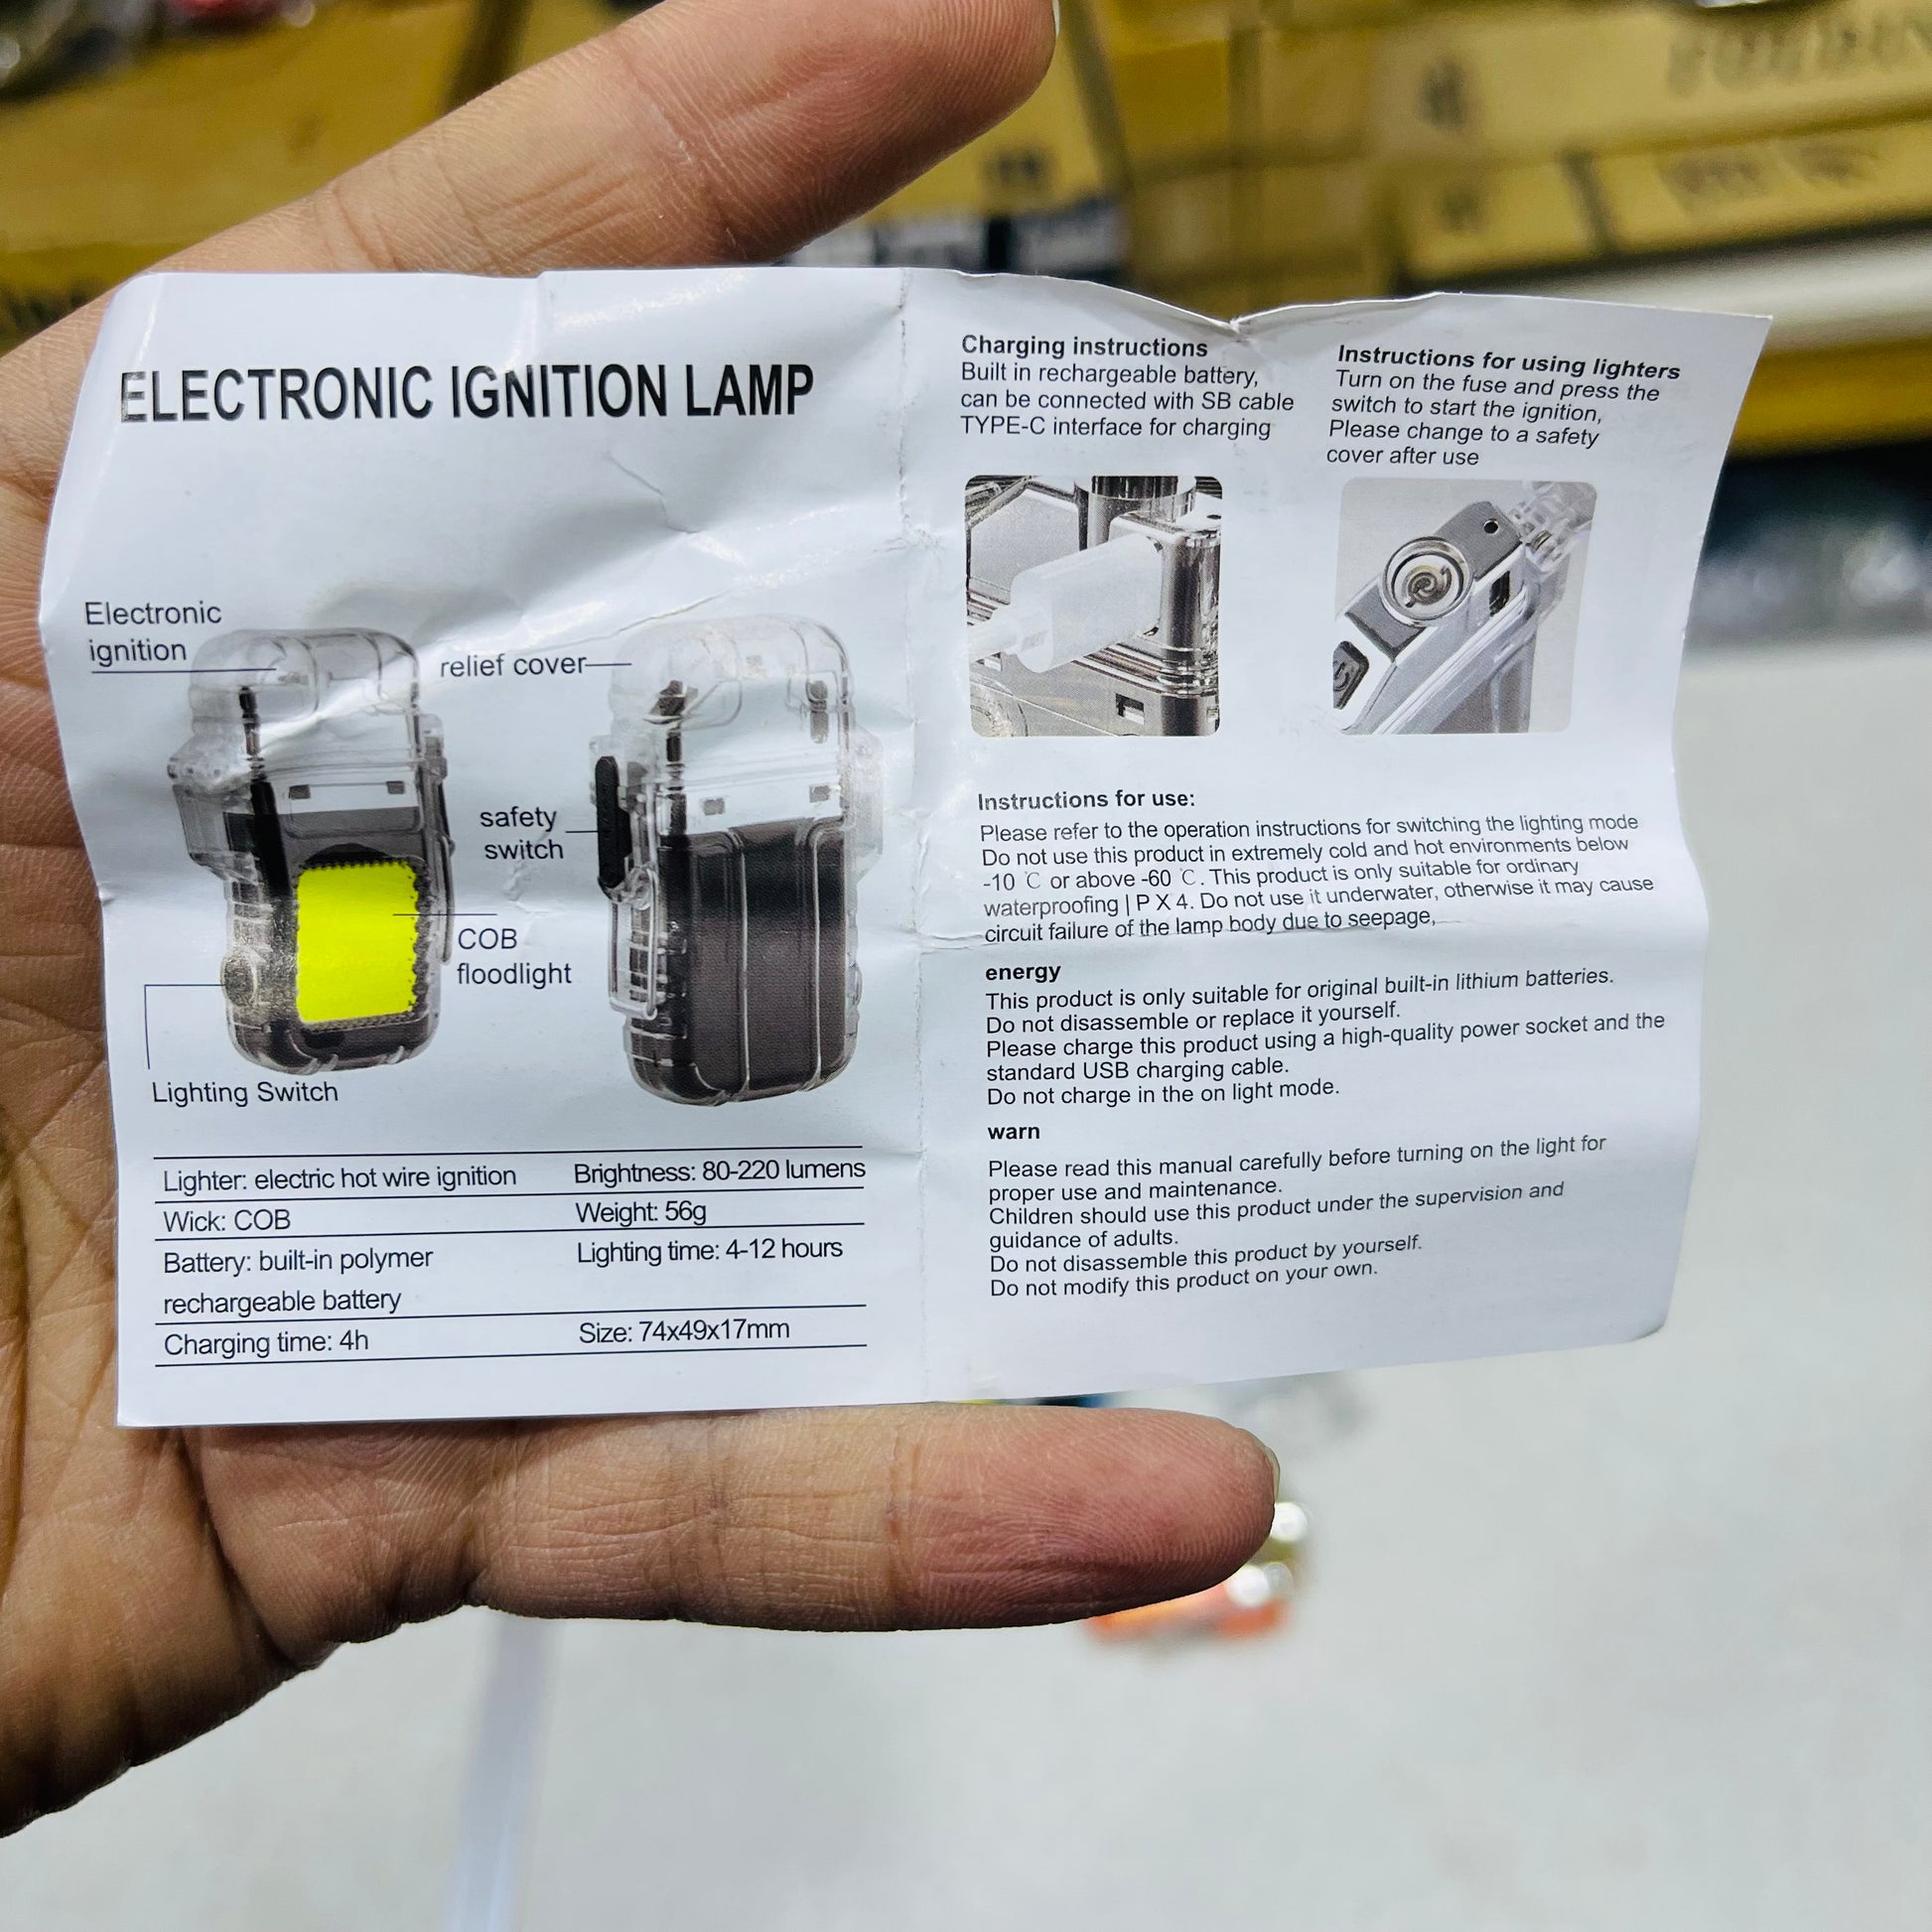 ELECTRONIC IGNITION LAMP
Electronic
ignition
relief cover
safety
switch
COB
floodlight
Lighting Switch
Lighter: electric hot wire ignition
Brightness: 80-220 lumens
Wick: COB
Weight: 56g
Battery: built-in polymer
rechargeable battery
Lighting time: 4-12 hours
Charging time: 4h
Size: 74x49x17mm
Charging instructions
Built in rechargeable battery,
can be connected with SB cable
TYPE-C interface for charging
Instructions for using lighters
Turn on the fuse and press the
switch to start the ignition,
Please change to a safety
cover after use
Instructions for use:
Please refer to the operation instructions for switching the lighting mode
Do not use this product in extremely cold and hot environments below
-10 ℃ or above -60 ℃. This product is only suitable for ordinary
waterproofing | P X 4. Do not use it underwater, otherwise it may cause
circuit failure of the lamp body due to seepage,
energy
This product is only suitable for original built-in lithium batteries.
Do not disassemble or replace it yourself.
Please charge this product using a high-quality power socket and the
standard USB charging cable.
Do not charge in the on light mode.
warn
Please read this manual carefully before turning on the light for
proper use and maintenance.
Children should use this product under the supervision and
guidance of adults.
Do not disassemble this product by yourself.
Do not modify this product on your own.